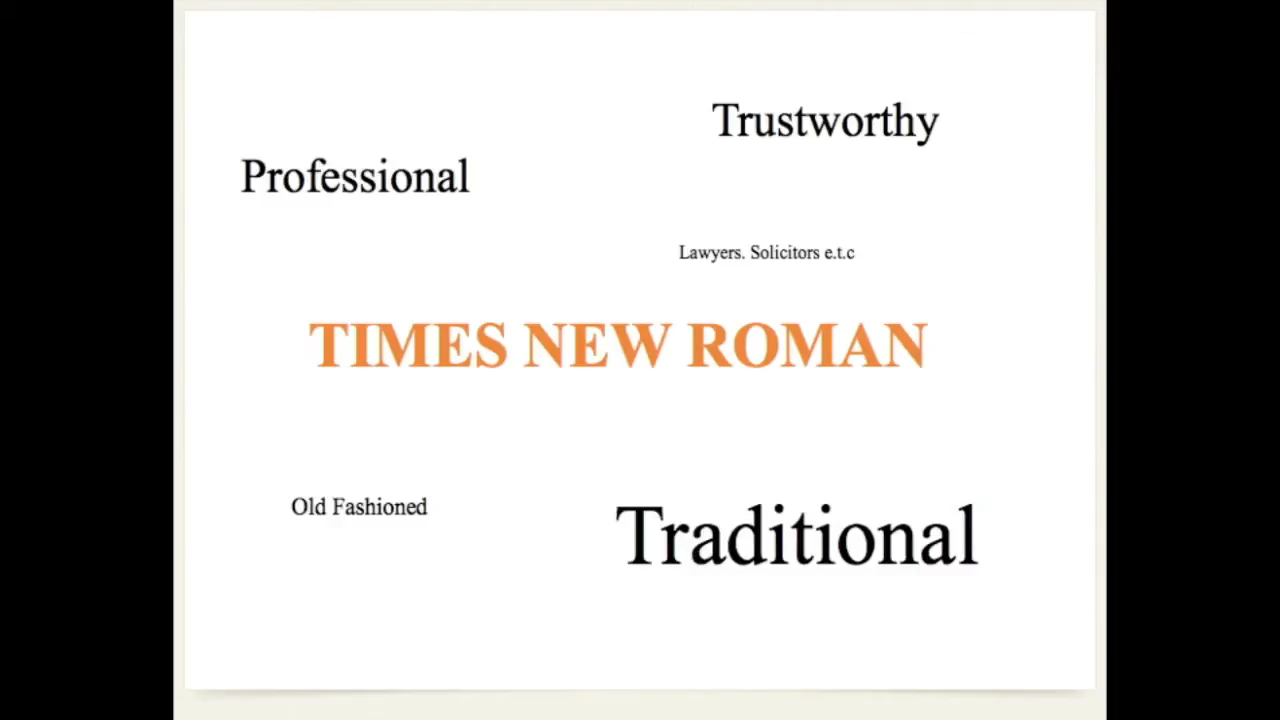 Trustworthy
Professional
Lawyers. Solicitors e.t.c
TIMES NEW ROMAN
Old Fashioned
Traditional